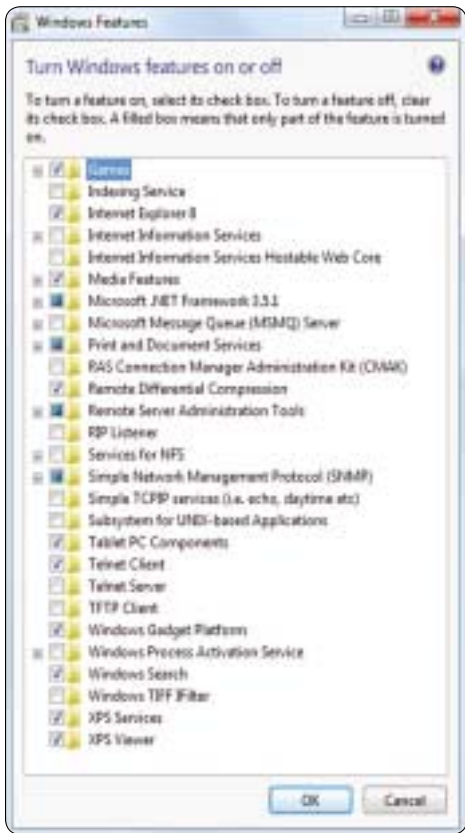 Windows Features
Turn Windows features on or off
To turn a feature on, select its check box. To turn a feature off, clear
its check box. A filled box means that only part of the feature is turned
on.
Games
Indexing Service
Internet Explorer 8
Internet Information Services
Internet Information Services Hostable Web Core
Media Features
Microsoft .NET Framework 3.5.1
Microsoft Message Queue (MSMQ) Server
Print and Document Services
RAS Connection Manager Administration Kit (CMAK)
Remote Differential Compression
Remote Server Administration Tools
RIP Listener
Services for NFS
Simple Network Management Protocol (SNMP)
Simple TCPIP services (i.e. echo, daytime etc)
Subsystem for UNIX-based Applications
Tablet PC Components
Telnet Client
Telnet Server
TFTP Client
Windows Gadget Platform
Windows Process Activation Service
Windows Search
Windows TIFF IFilter
XPS Services
XPS Viewer
OK Cancel